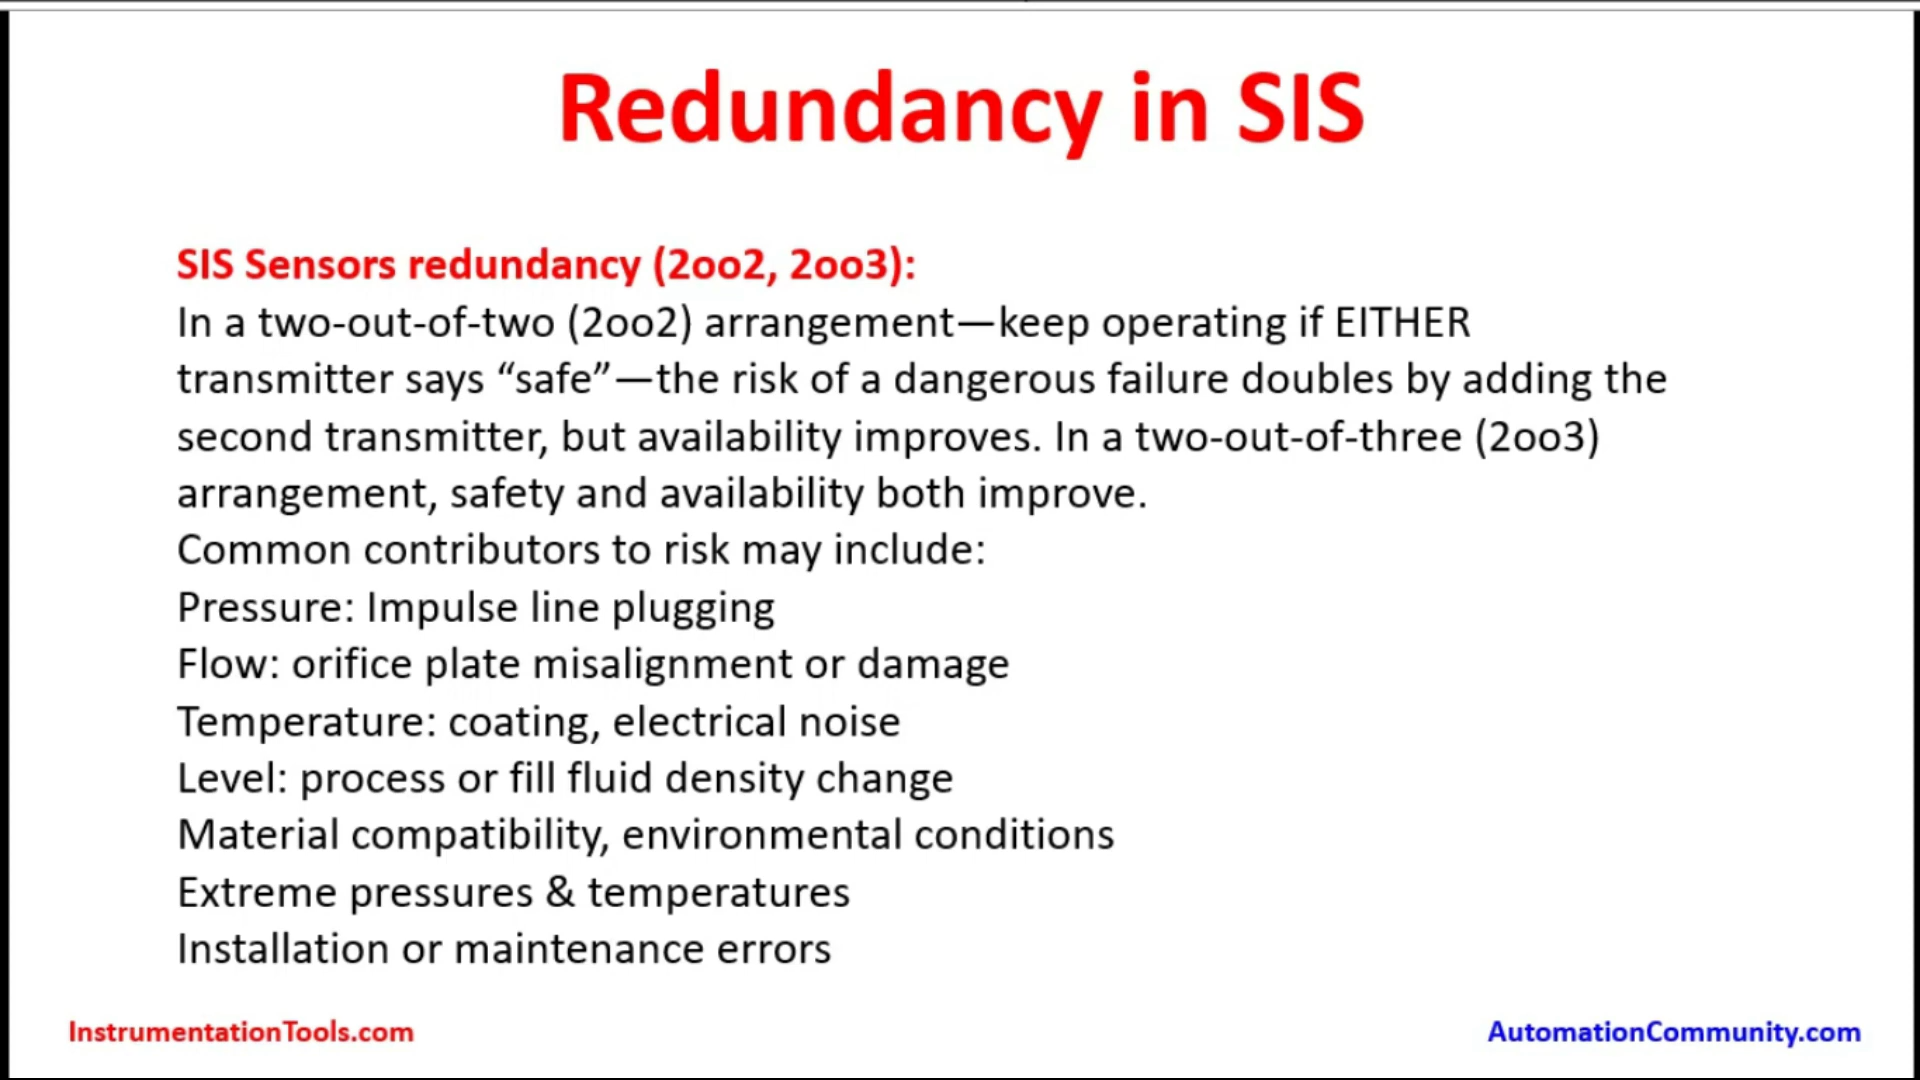 Redundancy in SIS
SIS Sensors redundancy (2oo2, 2oo3):
In a two-out-of-two (2oo2) arrangement—keep operating if EITHER
transmitter says “safe”—the risk of a dangerous failure doubles by adding the
second transmitter, but availability improves. In a two-out-of-three (2oo3)
arrangement, safety and availability both improve.
Common contributors to risk may include:
Pressure: Impulse line plugging
Flow: orifice plate misalignment or damage
Temperature: coating, electrical noise
Level: process or fill fluid density change
Material compatibility, environmental conditions
Extreme pressures & temperatures
Installation or maintenance errors
InstrumentationTools.com
AutomationCommunity.com